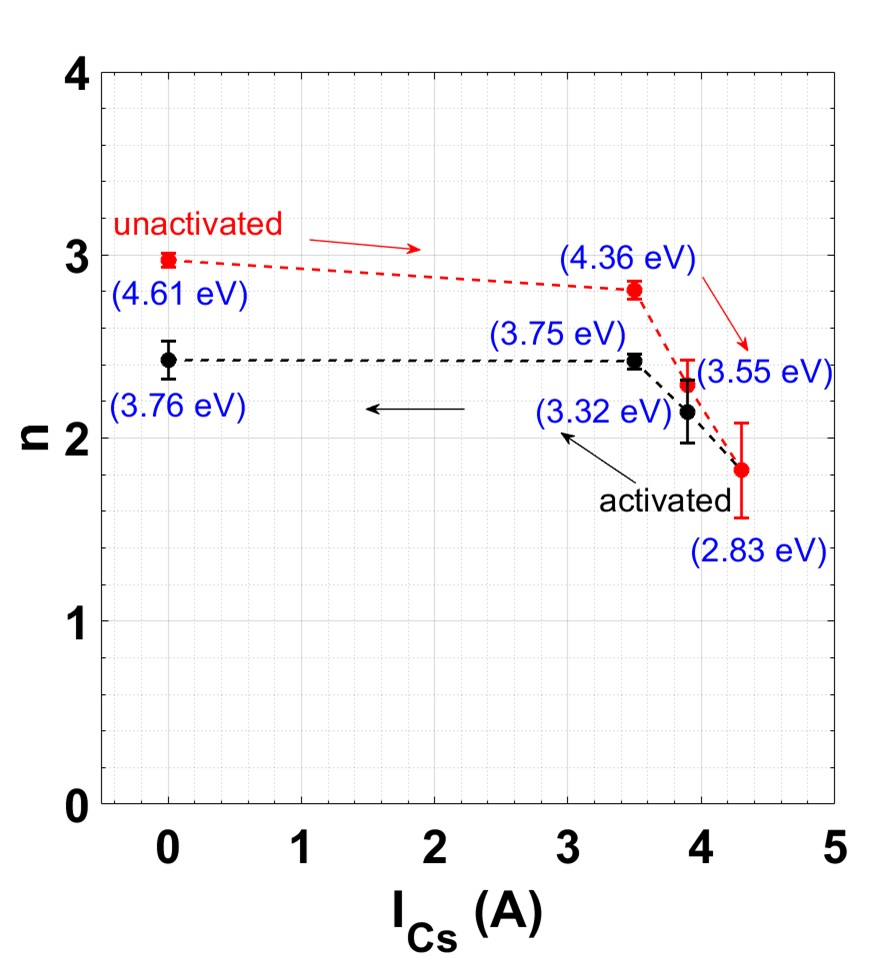 4
unactivated
3
(4.36 eV)
(4.61 eV)
(3.75 eV)
(3.55 eV)
(3.76 eV)
(3.32 eV)
n
2
activated
(2.83 eV)
1
0
0 1 2 3 4 5
I_Cs (A)